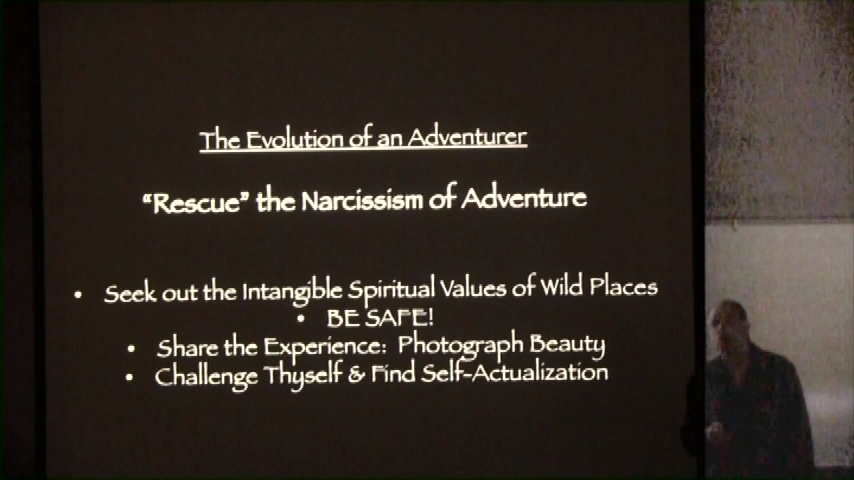 The Evolution of an Adventurer
“Rescue” the Narcissism of Adventure
• Seek out the Intangible Spiritual Values of Wild Places
• BE SAFE!
• Share the Experience: Photograph Beauty
• Challenge Thyself & Find Self-Actualization